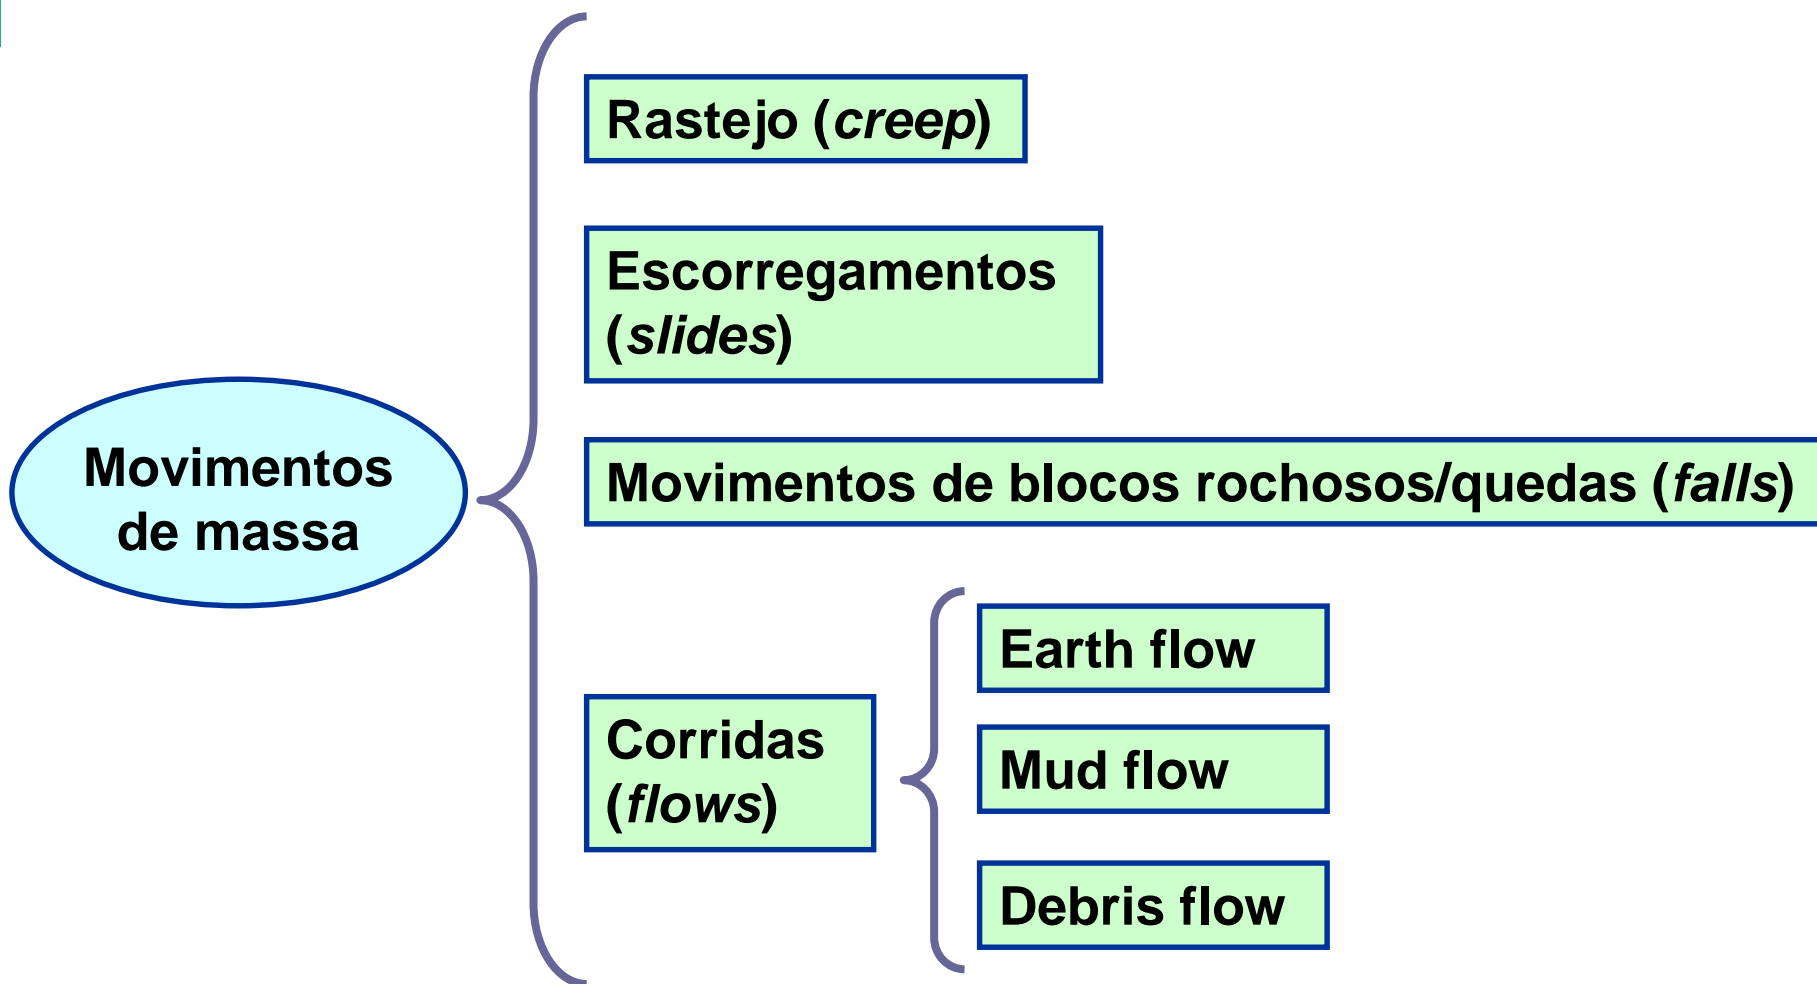 Rastejo (creep)
Escorregamentos
(slides)
Movimentos
de massa
Movimentos de blocos rochosos/quedas (falls)
Corridas
(flows)
Earth flow
Mud flow
Debris flow